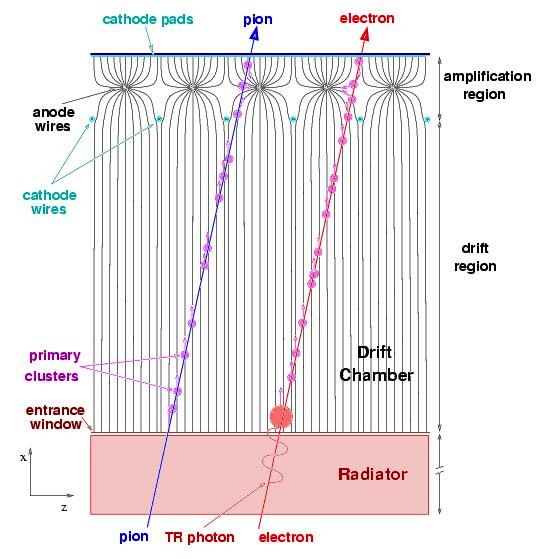 cathode pads
pion
electron
amplification
region
anode
wires
cathode
wires
drift
region
primary
clusters
Drift
Chamber
entrance
window
x
z
Radiator
pion
TR photon
electron